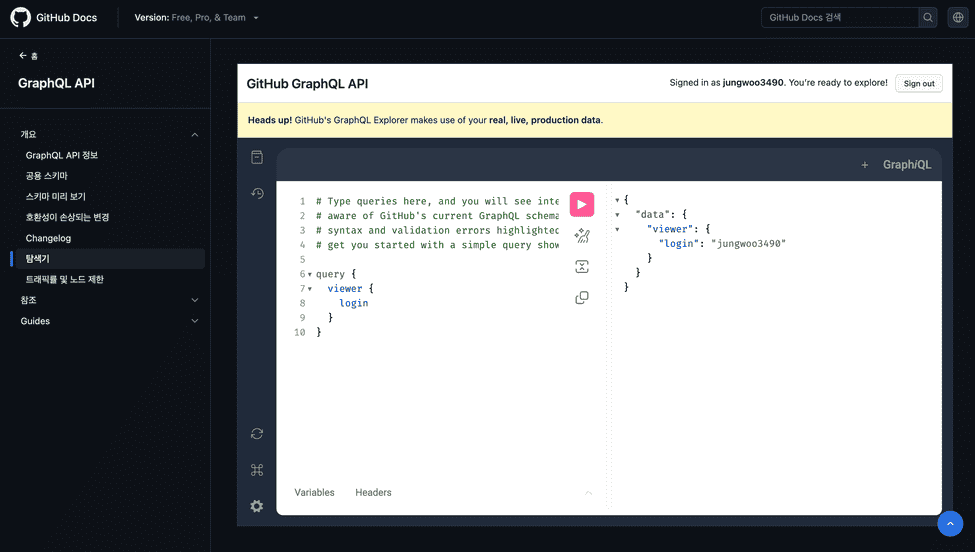 GitHub Docs
Version: Free, Pro, & Team
GitHub Docs 검색
홈
GraphQL API
개요
GraphQL API 정보
공용 스키마
스키마 미리 보기
호환성이 손상되는 변경
Changelog
탐색기
트래픽률 및 노드 제한
참조
Guides
GitHub GraphQL API
Signed in as jungwoo3490. You're ready to explore!
Sign out
Heads up! GitHub's GraphQL Explorer makes use of your real, live, production data.
+ GraphiQL
1 # Type queries here, and you will see inte
2 # aware of GitHub's current GraphQL schema
3 # syntax and validation errors highlighted
4 # get you started with a simple query show
5
6 query {
7 viewer {
8 login
9 }
10 }
{
"data": {
"viewer": {
"login": "jungwoo3490"
}
}
}
Variables
Headers